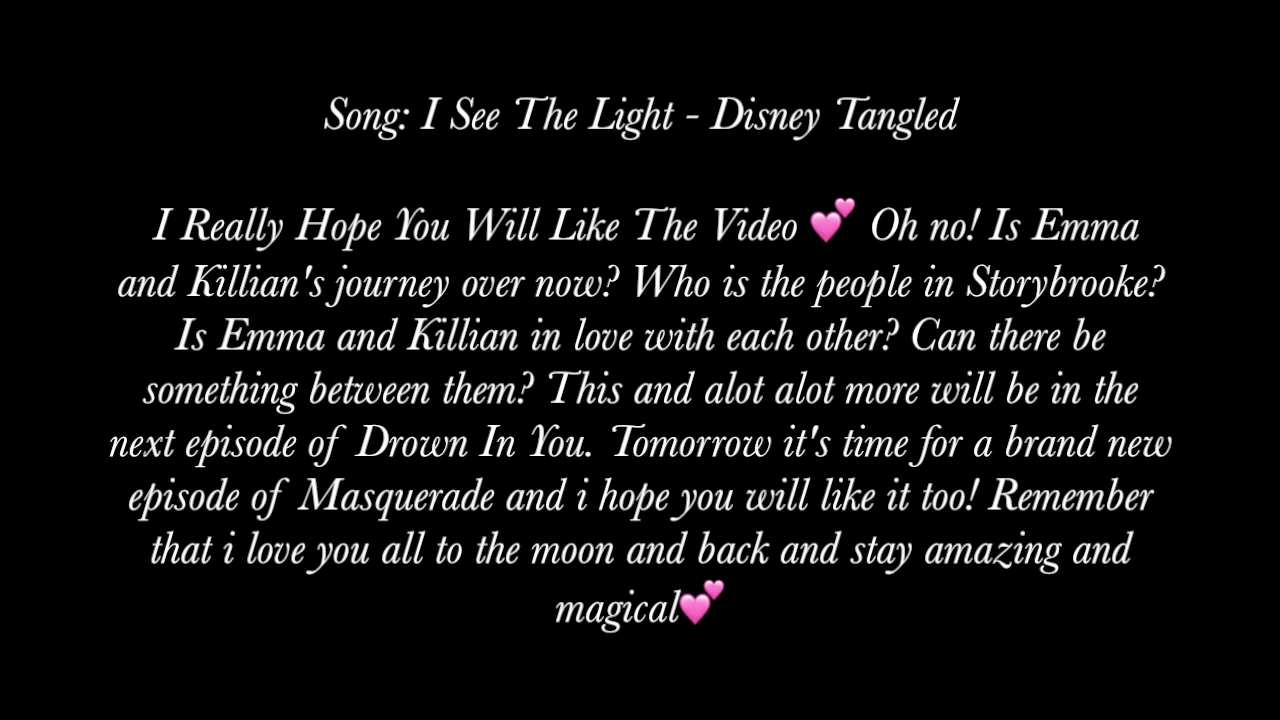 Song: I See The Light - Disney Tangled
I Really Hope You Will Like The Video 💕 Oh no! Is Emma
and Killian's journey over now? Who is the people in Storybrooke?
Is Emma and Killian in love with each other? Can there be
something between them? This and alot alot more will be in the
next episode of Drown In You. Tomorrow it's time for a brand new
episode of Masquerade and i hope you will like it too! Remember
that i love you all to the moon and back and stay amazing and
magical💕